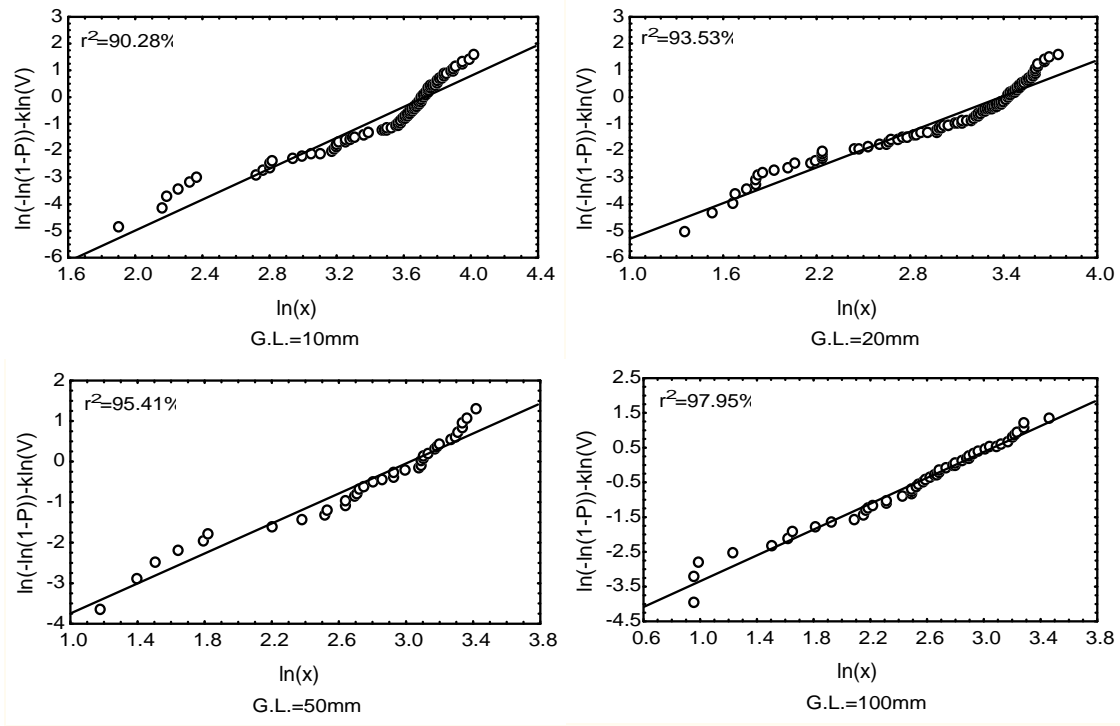 r²=90.28%
ln(-ln(1-P))-kln(V)
3
2
1
0
-1
-2
-3
-4
-5
-6
1.6 2.0 2.4 2.8 3.2 3.6 4.0 4.4
ln(x)
G.L.=10mm
r²=93.53%
ln(-ln(1-P))-kln(V)
3
2
1
0
-1
-2
-3
-4
-5
-6
1.0 1.6 2.2 2.8 3.4 4.0
ln(x)
G.L.=20mm
r²=95.41%
ln(-ln(1-P))-kln(V)
2
1
0
-1
-2
-3
-4
1.0 1.4 1.8 2.2 2.6 3.0 3.4 3.8
ln(x)
G.L.=50mm
r²=97.95%
ln(-ln(1-P))-kln(V)
2.5
1.5
0.5
-0.5
-1.5
-2.5
-3.5
-4.5
0.6 1.0 1.4 1.8 2.2 2.6 3.0 3.4 3.8
ln(x)
G.L.=100mm